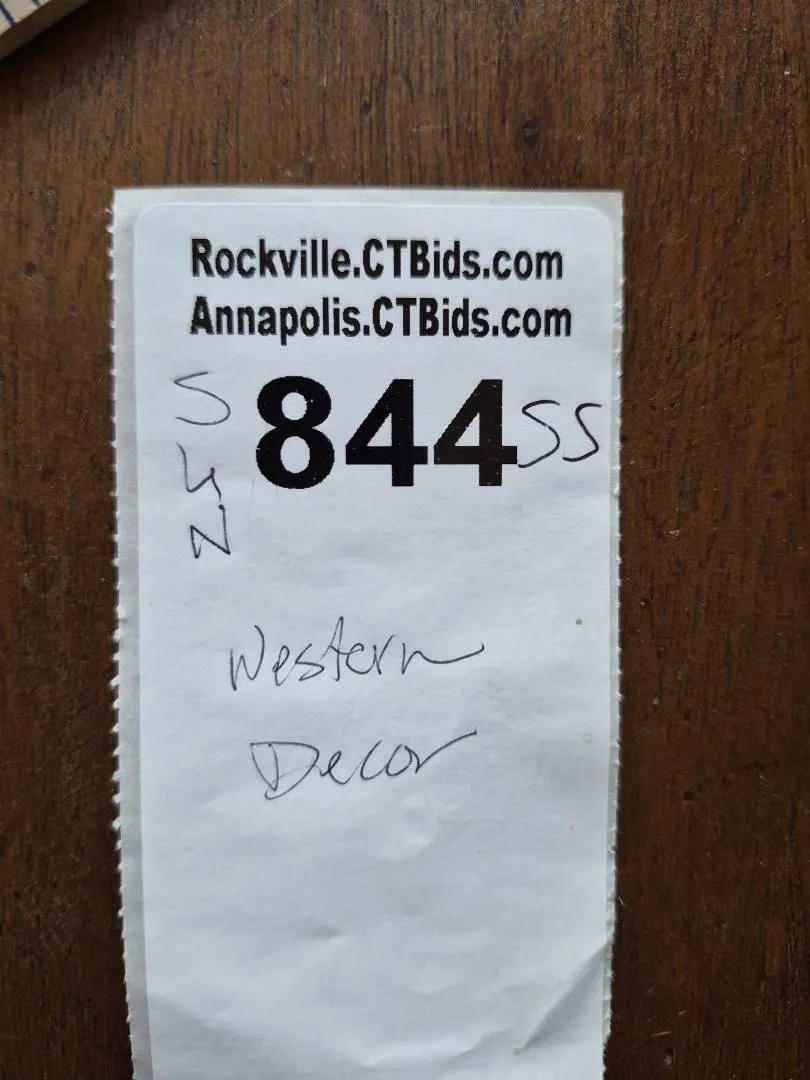 Rockville.CTBids.com
Annapolis.CTBids.com
844 SS
S
U
N
Western
Decor